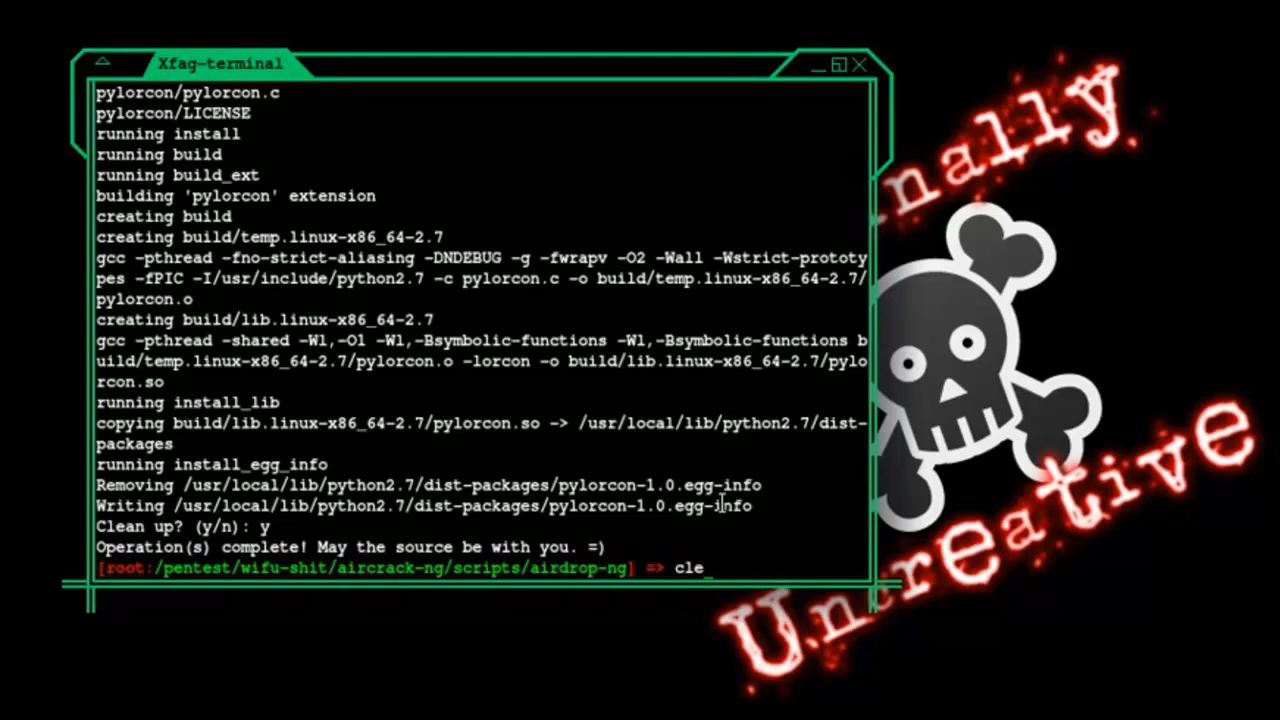 Xfag-terminal
pylorcon/pylorcon.c
pylorcon/LICENSE
running install
running build
running build_ext
building 'pylorcon' extension
creating build
creating build/temp.linux-x86_64-2.7
gcc -pthread -fno-strict-aliasing -DNDEBUG -g -fwrapv -O2 -Wall -Wstrict-prototy
pes -fPIC -I/usr/include/python2.7 -c pylorcon.c -o build/temp.linux-x86_64-2.7/
pylorcon.o
creating build/lib.linux-x86_64-2.7
gcc -pthread -shared -Wl,-O1 -Wl,-Bsymbolic-functions -Wl,-Bsymbolic-functions b
uild/temp.linux-x86_64-2.7/pylorcon.o -lorcon -o build/lib.linux-x86_64-2.7/pylo
rcon.so
running install_lib
copying build/lib.linux-x86_64-2.7/pylorcon.so -> /usr/local/lib/python2.7/dist-
packages
running install_egg_info
Removing /usr/local/lib/python2.7/dist-packages/pylorcon-1.0.egg-info
Writing /usr/local/lib/python2.7/dist-packages/pylorcon-1.0.egg-info
Clean up? (y/n): y
Operation(s) complete! May the source be with you. =)
[root:/pentest/wifu-shit/aircrack-ng/scripts/airdrop-ng] => cle_
nally
Uncreative